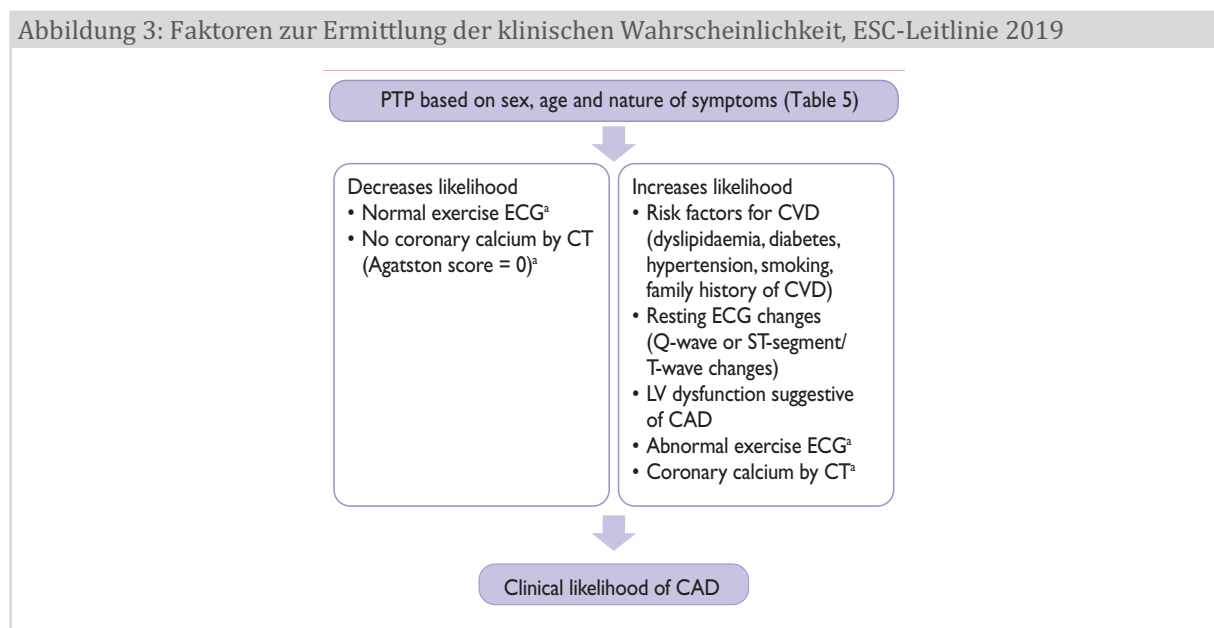 Abbildung 3: Faktoren zur Ermittlung der klinischen Wahrscheinlichkeit, ESC-Leitlinie 2019
PTP based on sex, age and nature of symptoms (Table 5)
Decreases likelihood
• Normal exercise ECGᵃ
• No coronary calcium by CT
(Agatston score = 0)ᵃ
Increases likelihood
• Risk factors for CVD
(dyslipidaemia, diabetes,
hypertension, smoking,
family history of CVD)
• Resting ECG changes
(Q-wave or ST-segment/
T-wave changes)
• LV dysfunction suggestive
of CAD
• Abnormal exercise ECGᵃ
• Coronary calcium by CTᵃ
Clinical likelihood of CAD